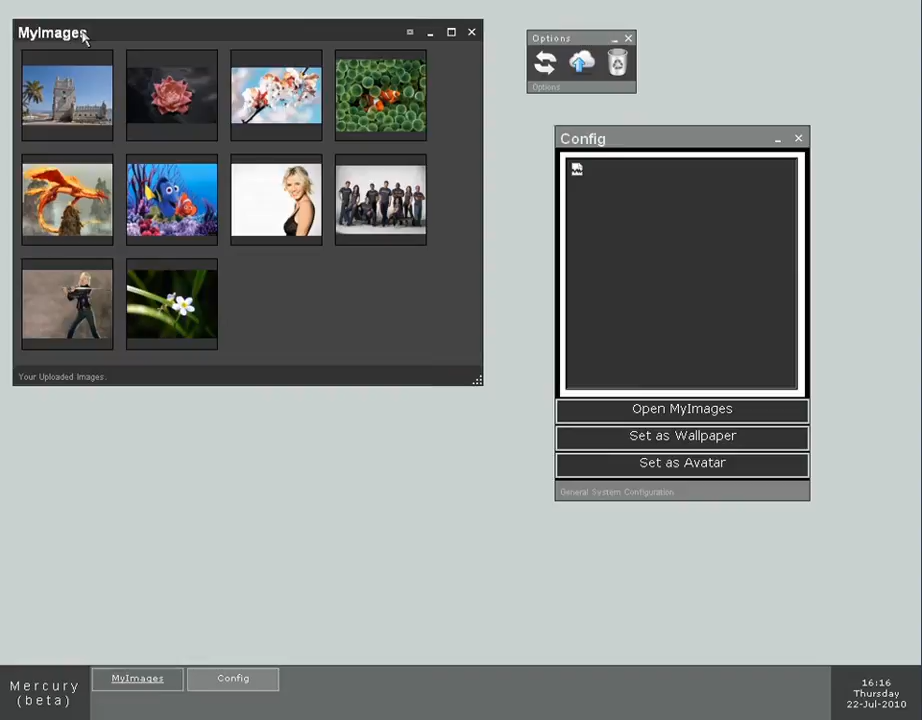 MyImages
Your Uploaded Images.
Options
Options
Config
Open MyImages
Set as Wallpaper
Set as Avatar
General System Configuration
Mercury
(beta)
MyImages
Config
16:16
Thursday
22-Jul-2010